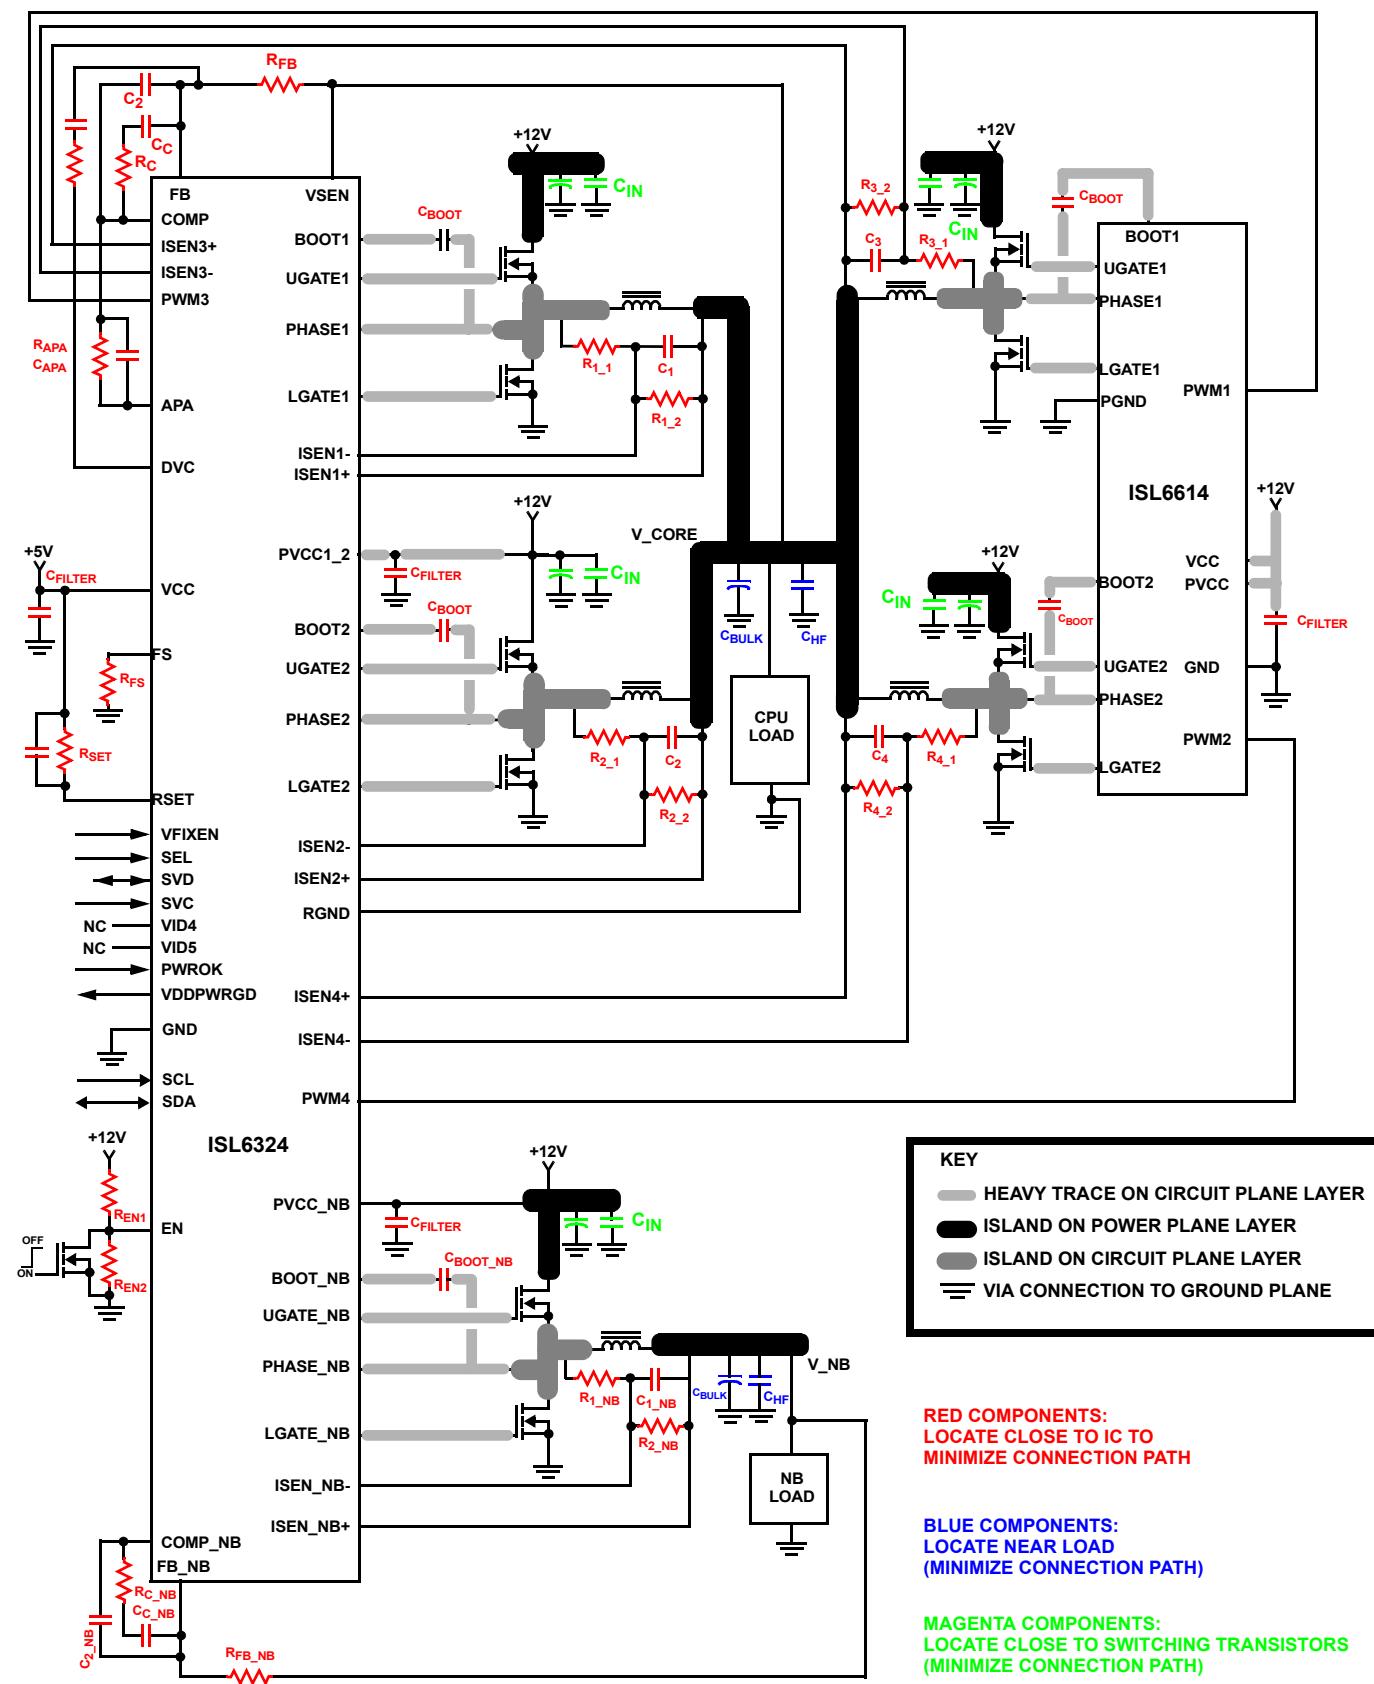 RFB
C2
CC
RC
FB
VSEN
COMP
ISEN3+
ISEN3-
PWM3
RAPA
CAPA
APA
DVC
+5V
CFILTER
VCC
FS
RFS
RSET
RSET
VFIXEN
SEL
SVD
SVC
NC
VID4
NC
VID5
PWROK
VDDPWRGD
GND
SCL
SDA
+12V
ISL6324
REN1
EN
OFF
ON
REN2
COMP_NB
FB_NB
RC_NB
CC_NB
C2_NB
RFB_NB
BOOT1
UGATE1
PHASE1
LGATE1
ISEN1-
ISEN1+
PVCC1_2
BOOT2
UGATE2
PHASE2
LGATE2
ISEN2-
ISEN2+
RGND
ISEN4+
ISEN4-
PWM4
PVCC_NB
BOOT_NB
UGATE_NB
PHASE_NB
LGATE_NB
ISEN_NB-
ISEN_NB+
+12V
CIN
CBOOT
R1_1
C1
R1_2
+12V
CFILTER
CIN
CBOOT
R2_1
C2
R2_2
V_CORE
CBULK
CHF
CPU
LOAD
+12V
CFILTER
CIN
CBOOT_NB
R1_NB
C1_NB
R2_NB
CBULK
CHF
V_NB
NB
LOAD
+12V
R3_2
CIN
C3
R3_1
CBOOT
BOOT1
UGATE1
PHASE1
LGATE1
PGND
PWM1
ISL6614
+12V
VCC
PVCC
CFILTER
GND
PWM2
+12V
CIN
CBOOT
BOOT2
UGATE2
PHASE2
LGATE2
C4
R4_1
R4_2
KEY
HEAVY TRACE ON CIRCUIT PLANE LAYER
ISLAND ON POWER PLANE LAYER
ISLAND ON CIRCUIT PLANE LAYER
VIA CONNECTION TO GROUND PLANE
RED COMPONENTS:
LOCATE CLOSE TO IC TO
MINIMIZE CONNECTION PATH
BLUE COMPONENTS:
LOCATE NEAR LOAD
(MINIMIZE CONNECTION PATH)
MAGENTA COMPONENTS:
LOCATE CLOSE TO SWITCHING TRANSISTORS
(MINIMIZE CONNECTION PATH)